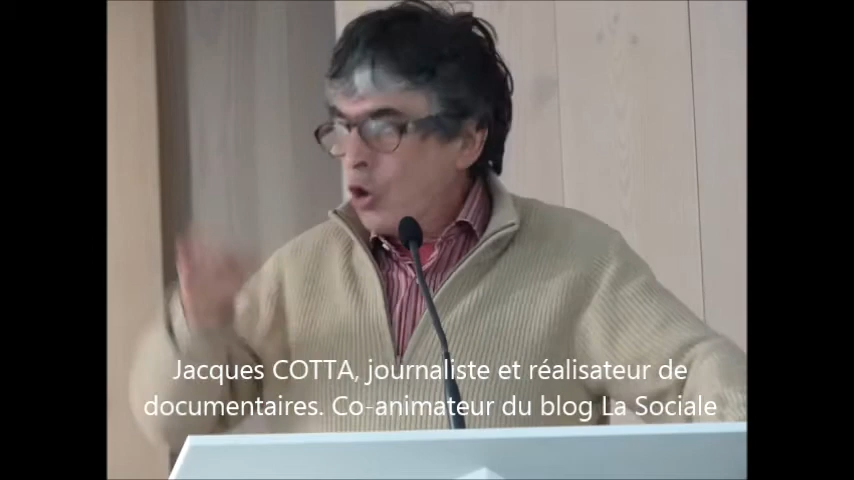 Jacques COTTA, journaliste et réalisateur de
documentaires. Co-animateur du blog La Sociale